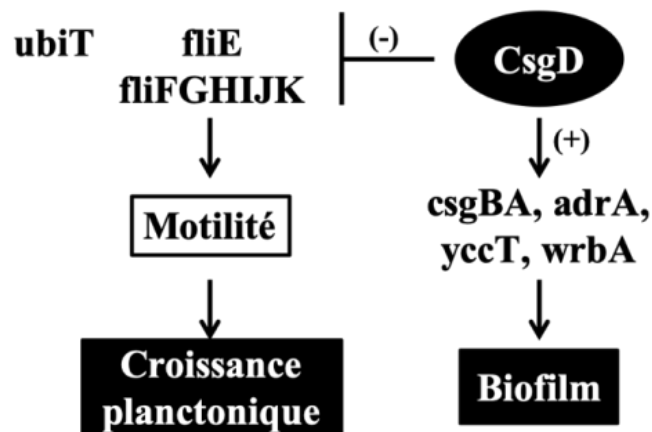 ubiT fliE (-) CsgD
fliFGHIJK
(+)
Motilité
csgBA, adrA,
yccT, wrbA
Croissance
planctonique
Biofilm